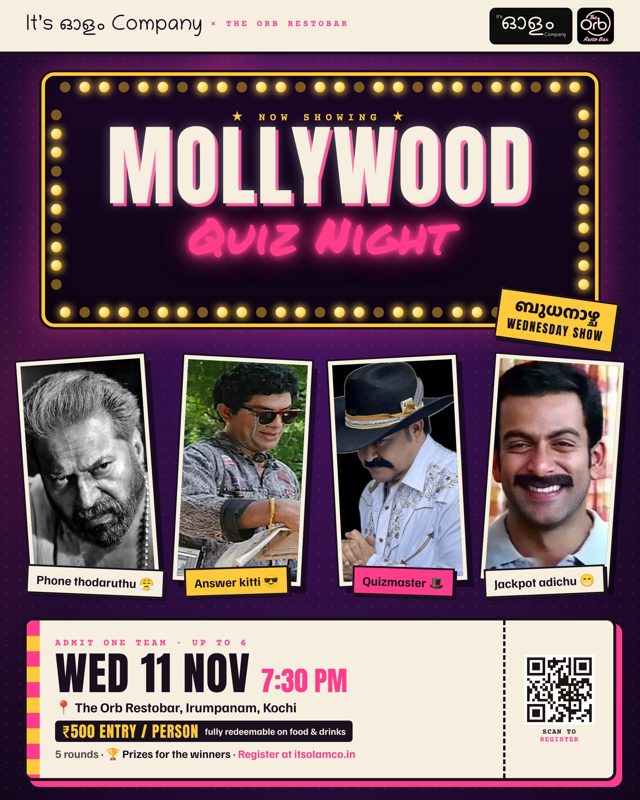 It's ഓളം Company × THE ORB RESTOBAR
It's ഓളം Company
The Orb Resto Bar
★ NOW SHOWING ★
MOLLYWOOD
Quiz Night
ബുധനാഴ്ച
WEDNESDAY SHOW
Phone thodaruthu 😤
Answer kitti 😎
Quizmaster 🎩
Jackpot adichu 😁
ADMIT ONE TEAM · UP TO 6
WED 11 NOV 7:30 PM
📍 The Orb Restobar, Irumpanam, Kochi
₹500 ENTRY / PERSON fully redeemable on food & drinks
5 rounds · 🏆 Prizes for the winners · Register at itsolamco.in
SCAN TO
REGISTER